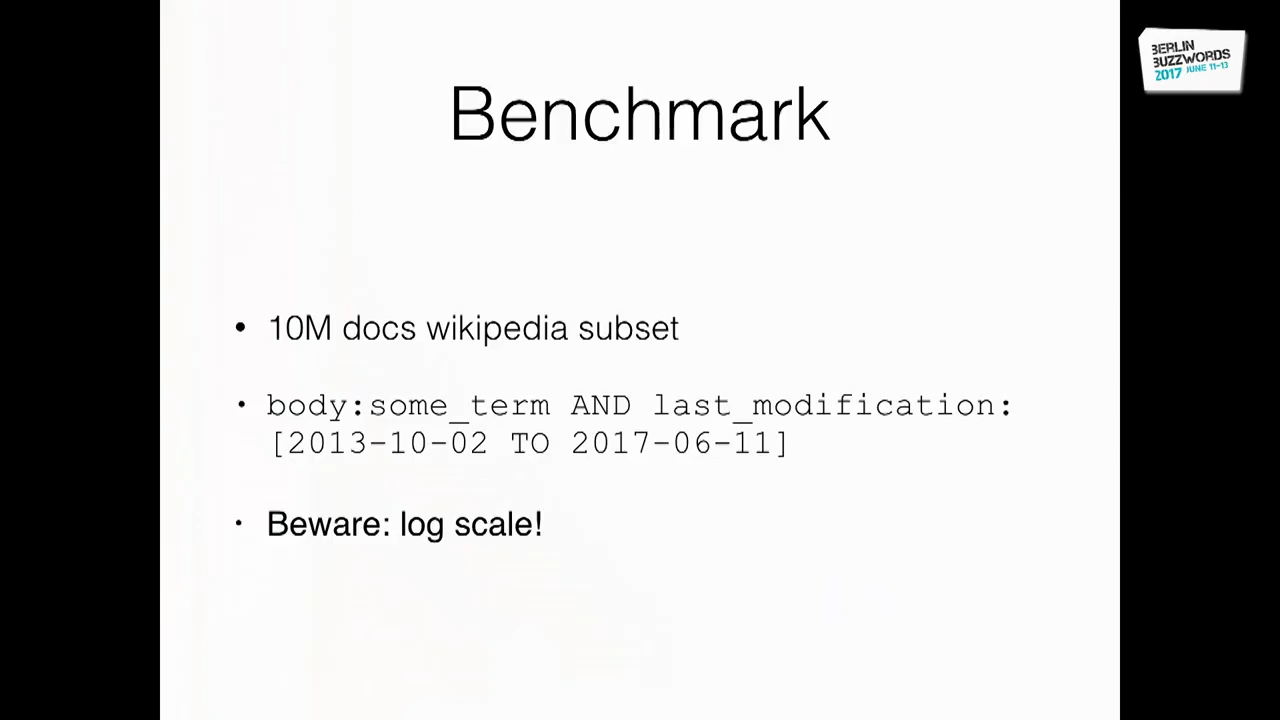 BERLIN
BUZZWORDS
2017 JUNE 11-13
Benchmark
• 10M docs wikipedia subset
• body:some_term AND last_modification:
[2013-10-02 TO 2017-06-11]
• Beware: log scale!